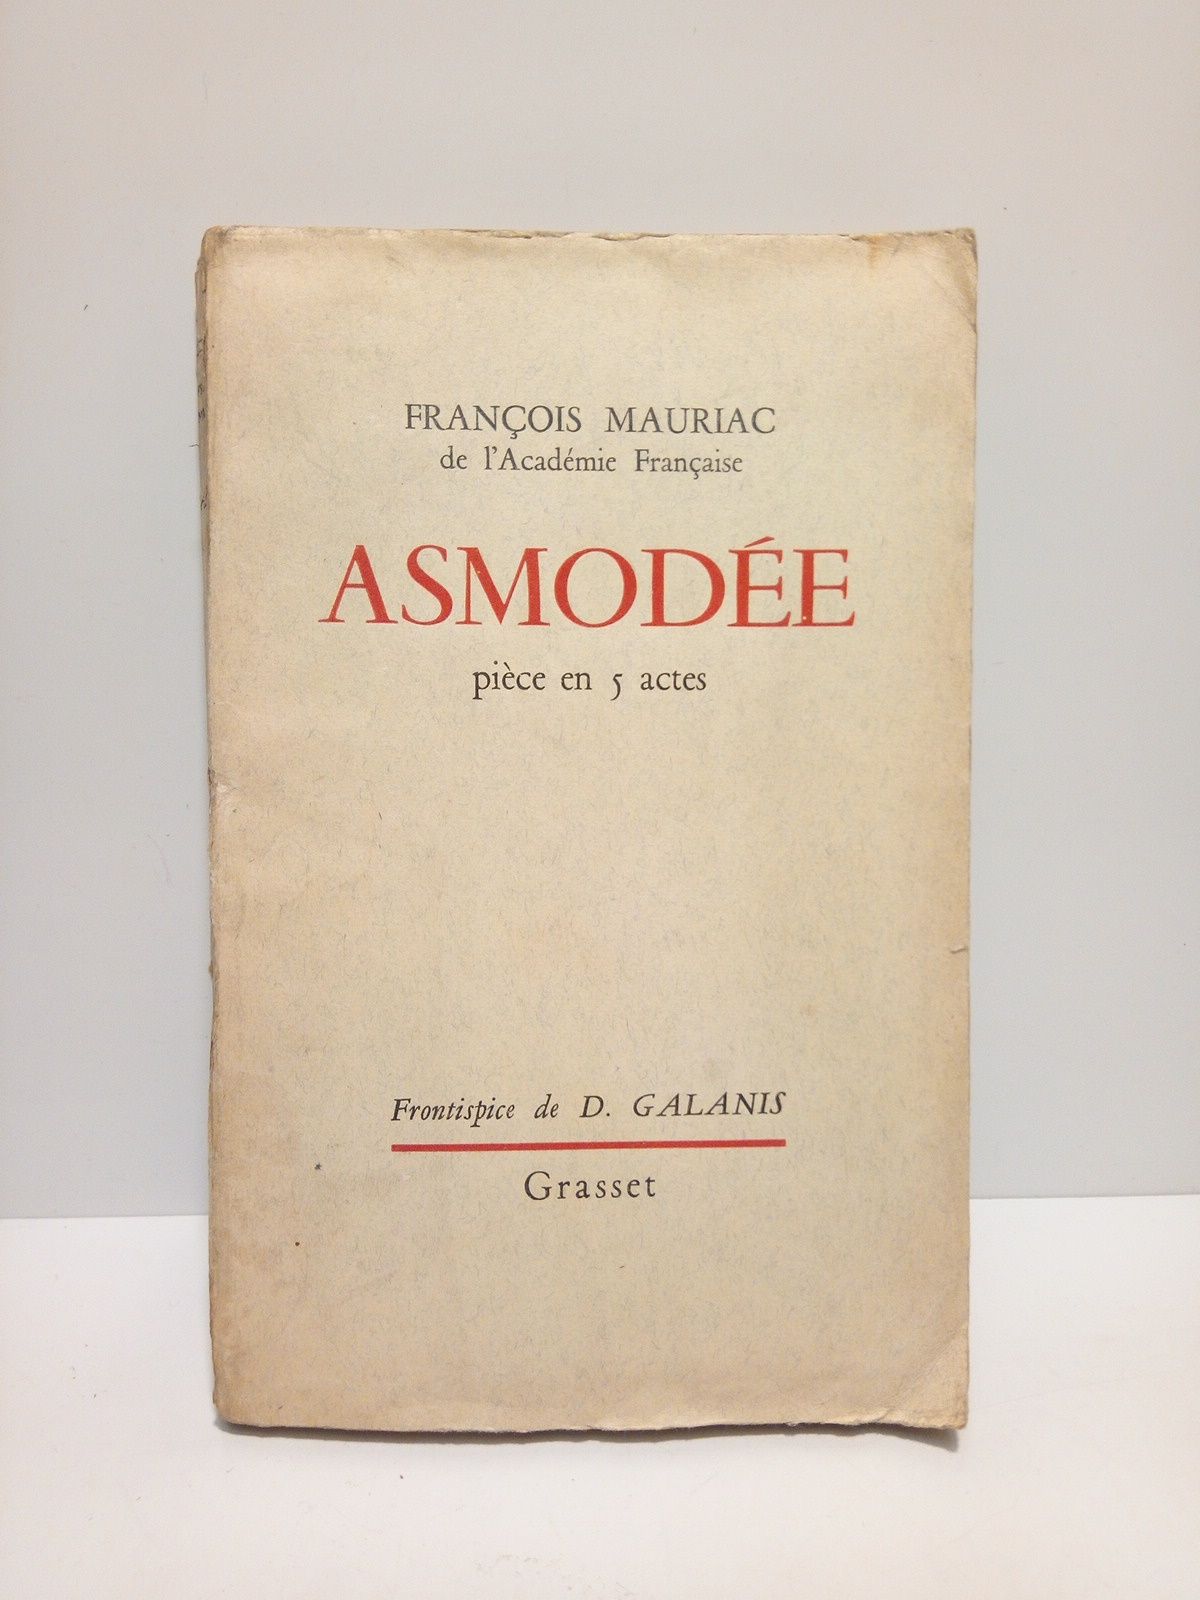 FRANÇOIS MAURIAC
de l'Académie Française
ASMODÉE
pièce en 5 actes
Frontispice de D. GALANIS
Grasset